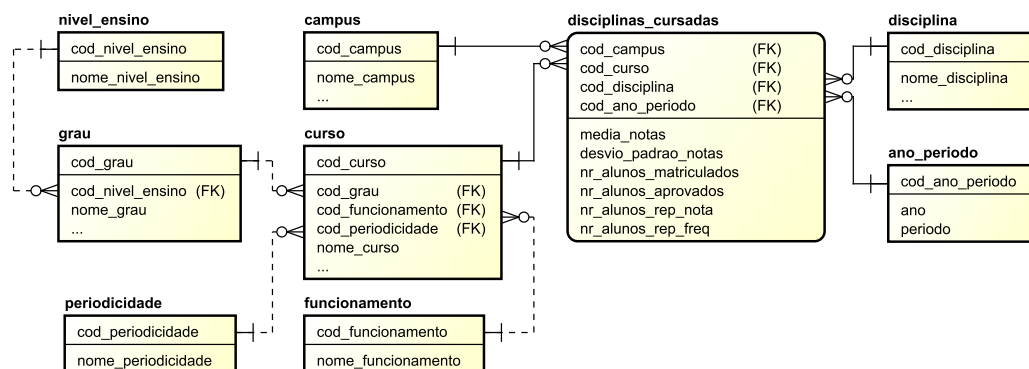 nivel_ensino
cod_nivel_ensino
nome_nivel_ensino
campus
cod_campus
nome_campus
...
disciplinas_cursadas
cod_campus (FK)
cod_curso (FK)
cod_disciplina (FK)
cod_ano_periodo (FK)
media_notas
desvio_padrao_notas
nr_alunos_matriculados
nr_alunos_aprovados
nr_alunos_rep_nota
nr_alunos_rep_freq
disciplina
cod_disciplina
nome_disciplina
...
grau
cod_grau
cod_nivel_ensino (FK)
nome_grau
...
curso
cod_curso
cod_grau (FK)
cod_funcionamento (FK)
cod_periodicidade (FK)
nome_curso
...
ano_periodo
cod_ano_periodo
ano
periodo
periodicidade
cod_periodicidade
nome_periodicidade
funcionamento
cod_funcionamento
nome_funcionamento